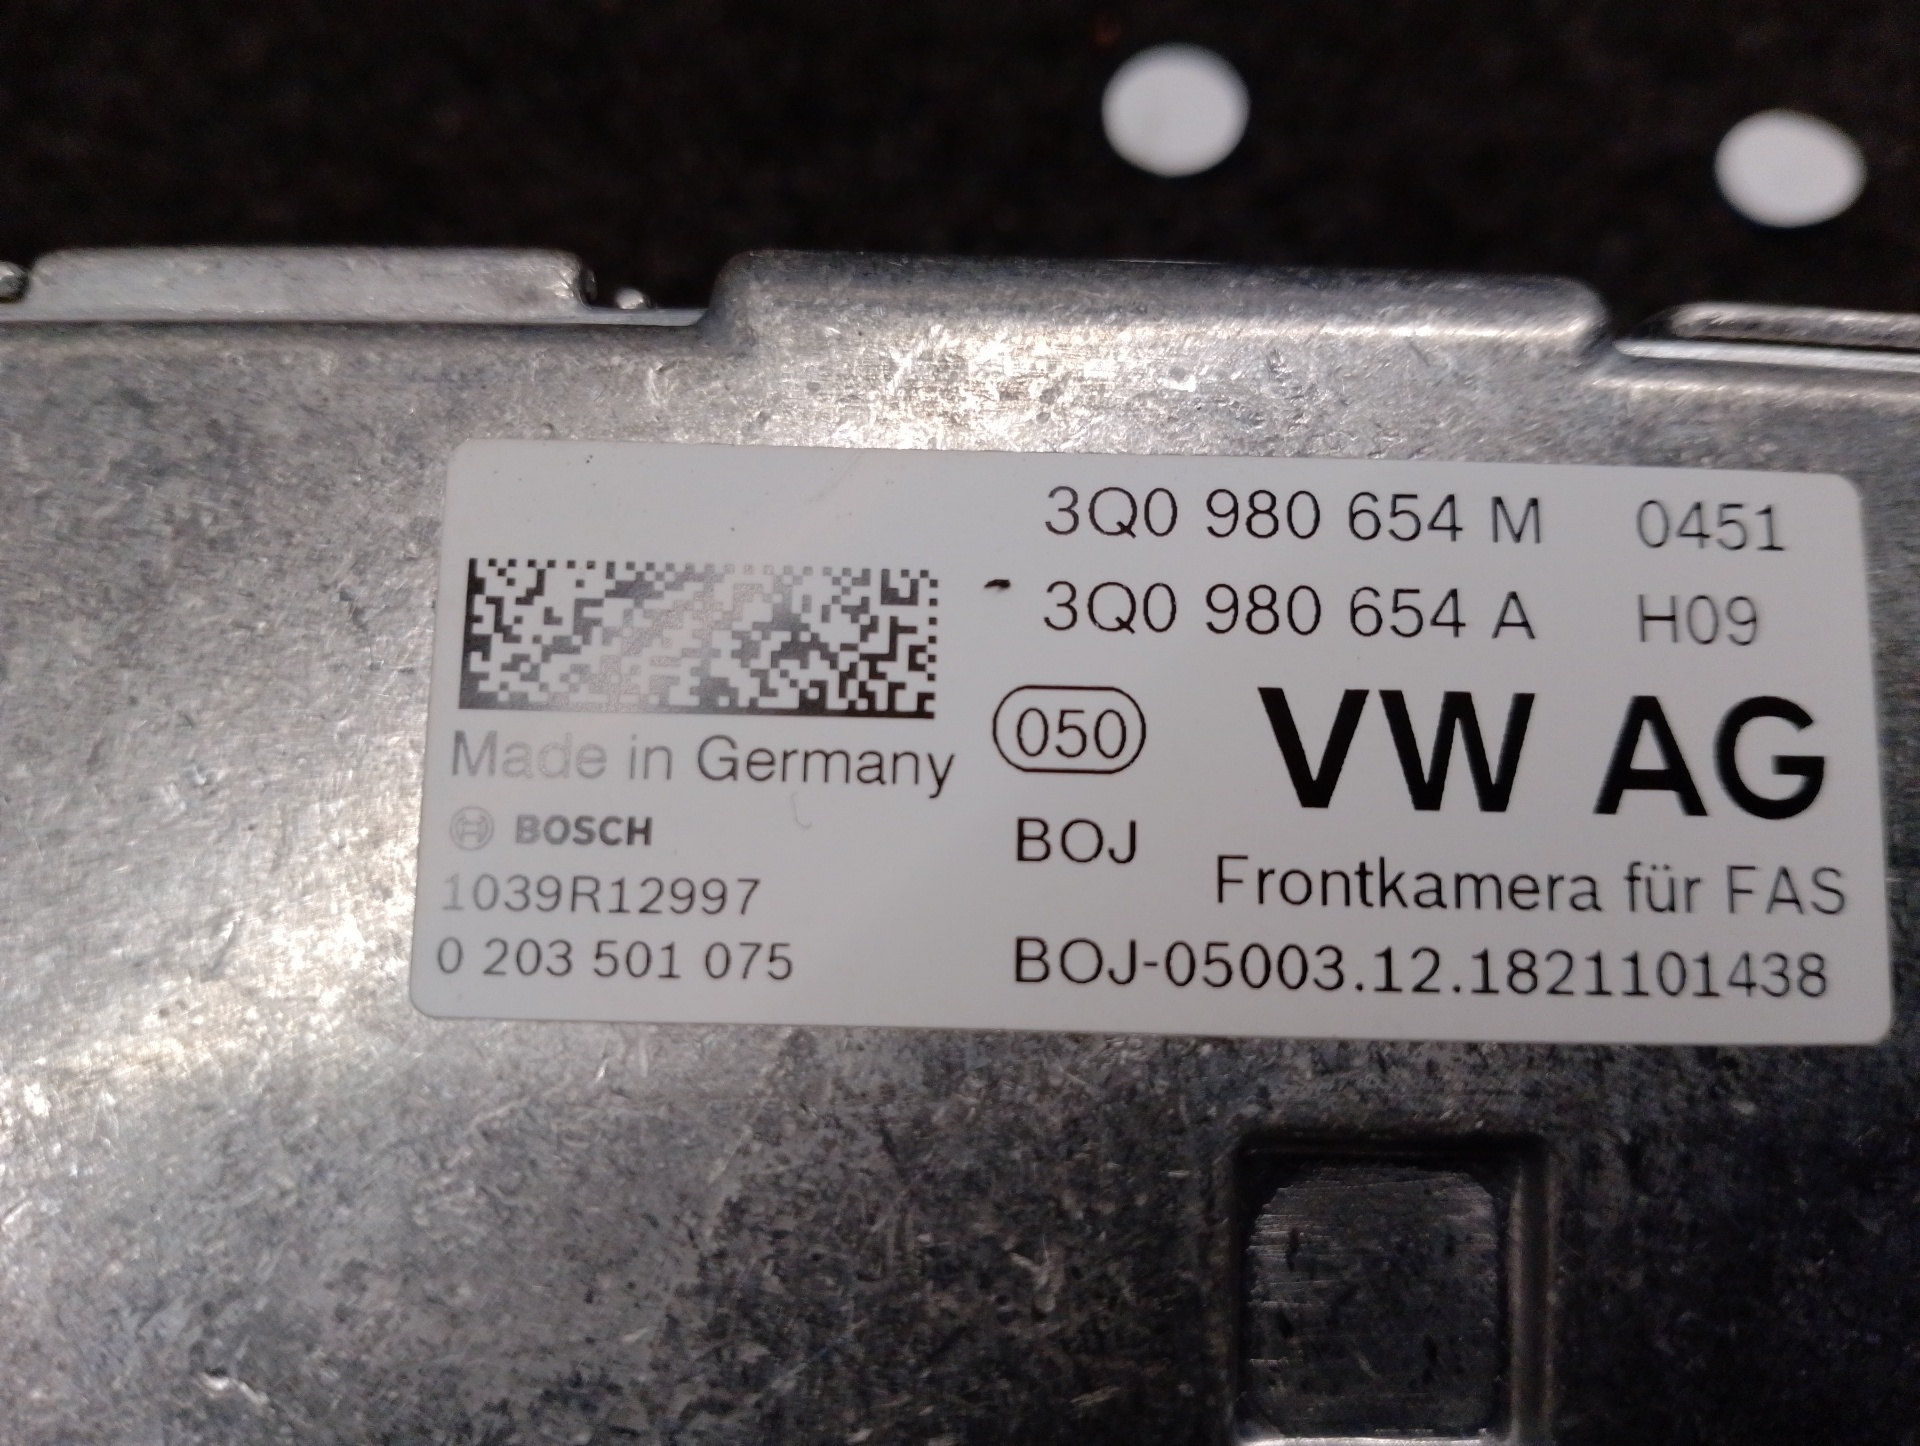 3Q0 980 654 M 0451
3Q0 980 654 A H09
Made in Germany
050
VW AG
BOSCH
BOJ
Frontkamera für FAS
1039R12997
0 203 501 075
BOJ-05003.12.1821101438